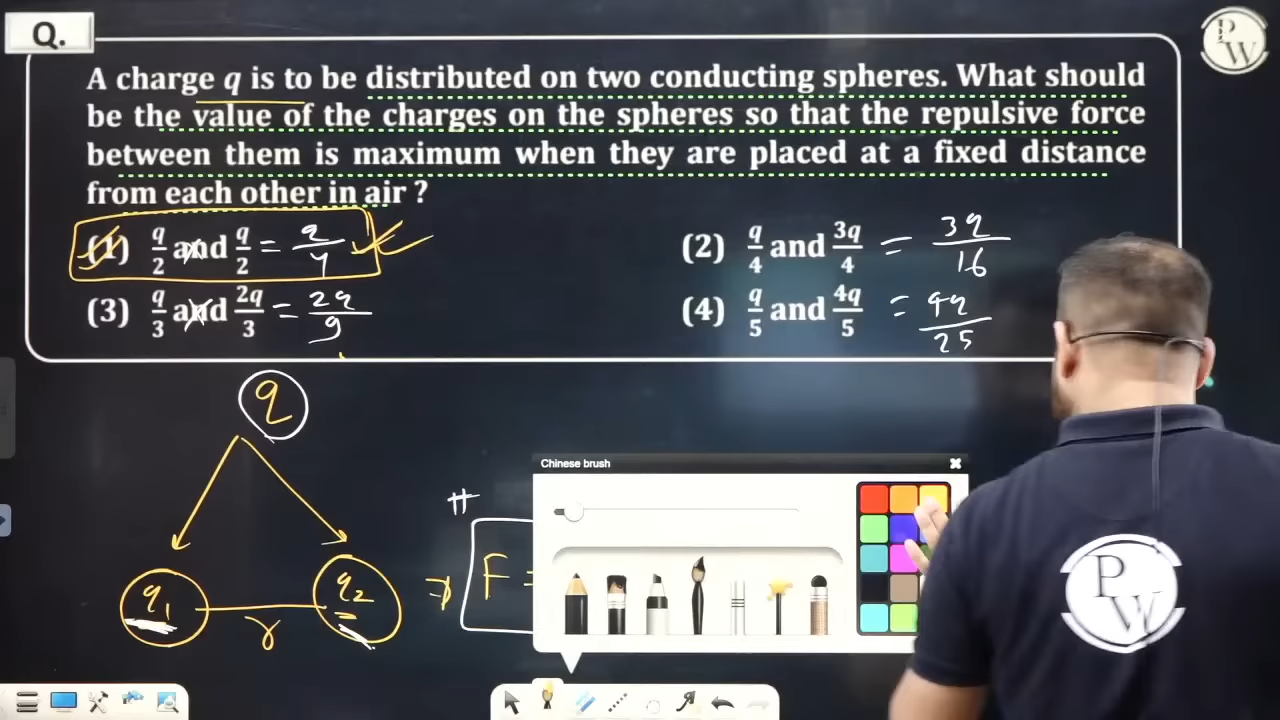 Q.
P
W
A charge q is to be distributed on two conducting spheres. What should
be the value of the charges on the spheres so that the repulsive force
between them is maximum when they are placed at a fixed distance
from each other in air ?
(1) q/2 and q/2 = q/4
(2) q/4 and 3q/4 = 3q/16
(3) q/3 and 2q/3 = 2q/9
(4) q/5 and 4q/5 = 4q/25
q
Chinese brush
#
q1
r
q2
⇒ F =
P
W